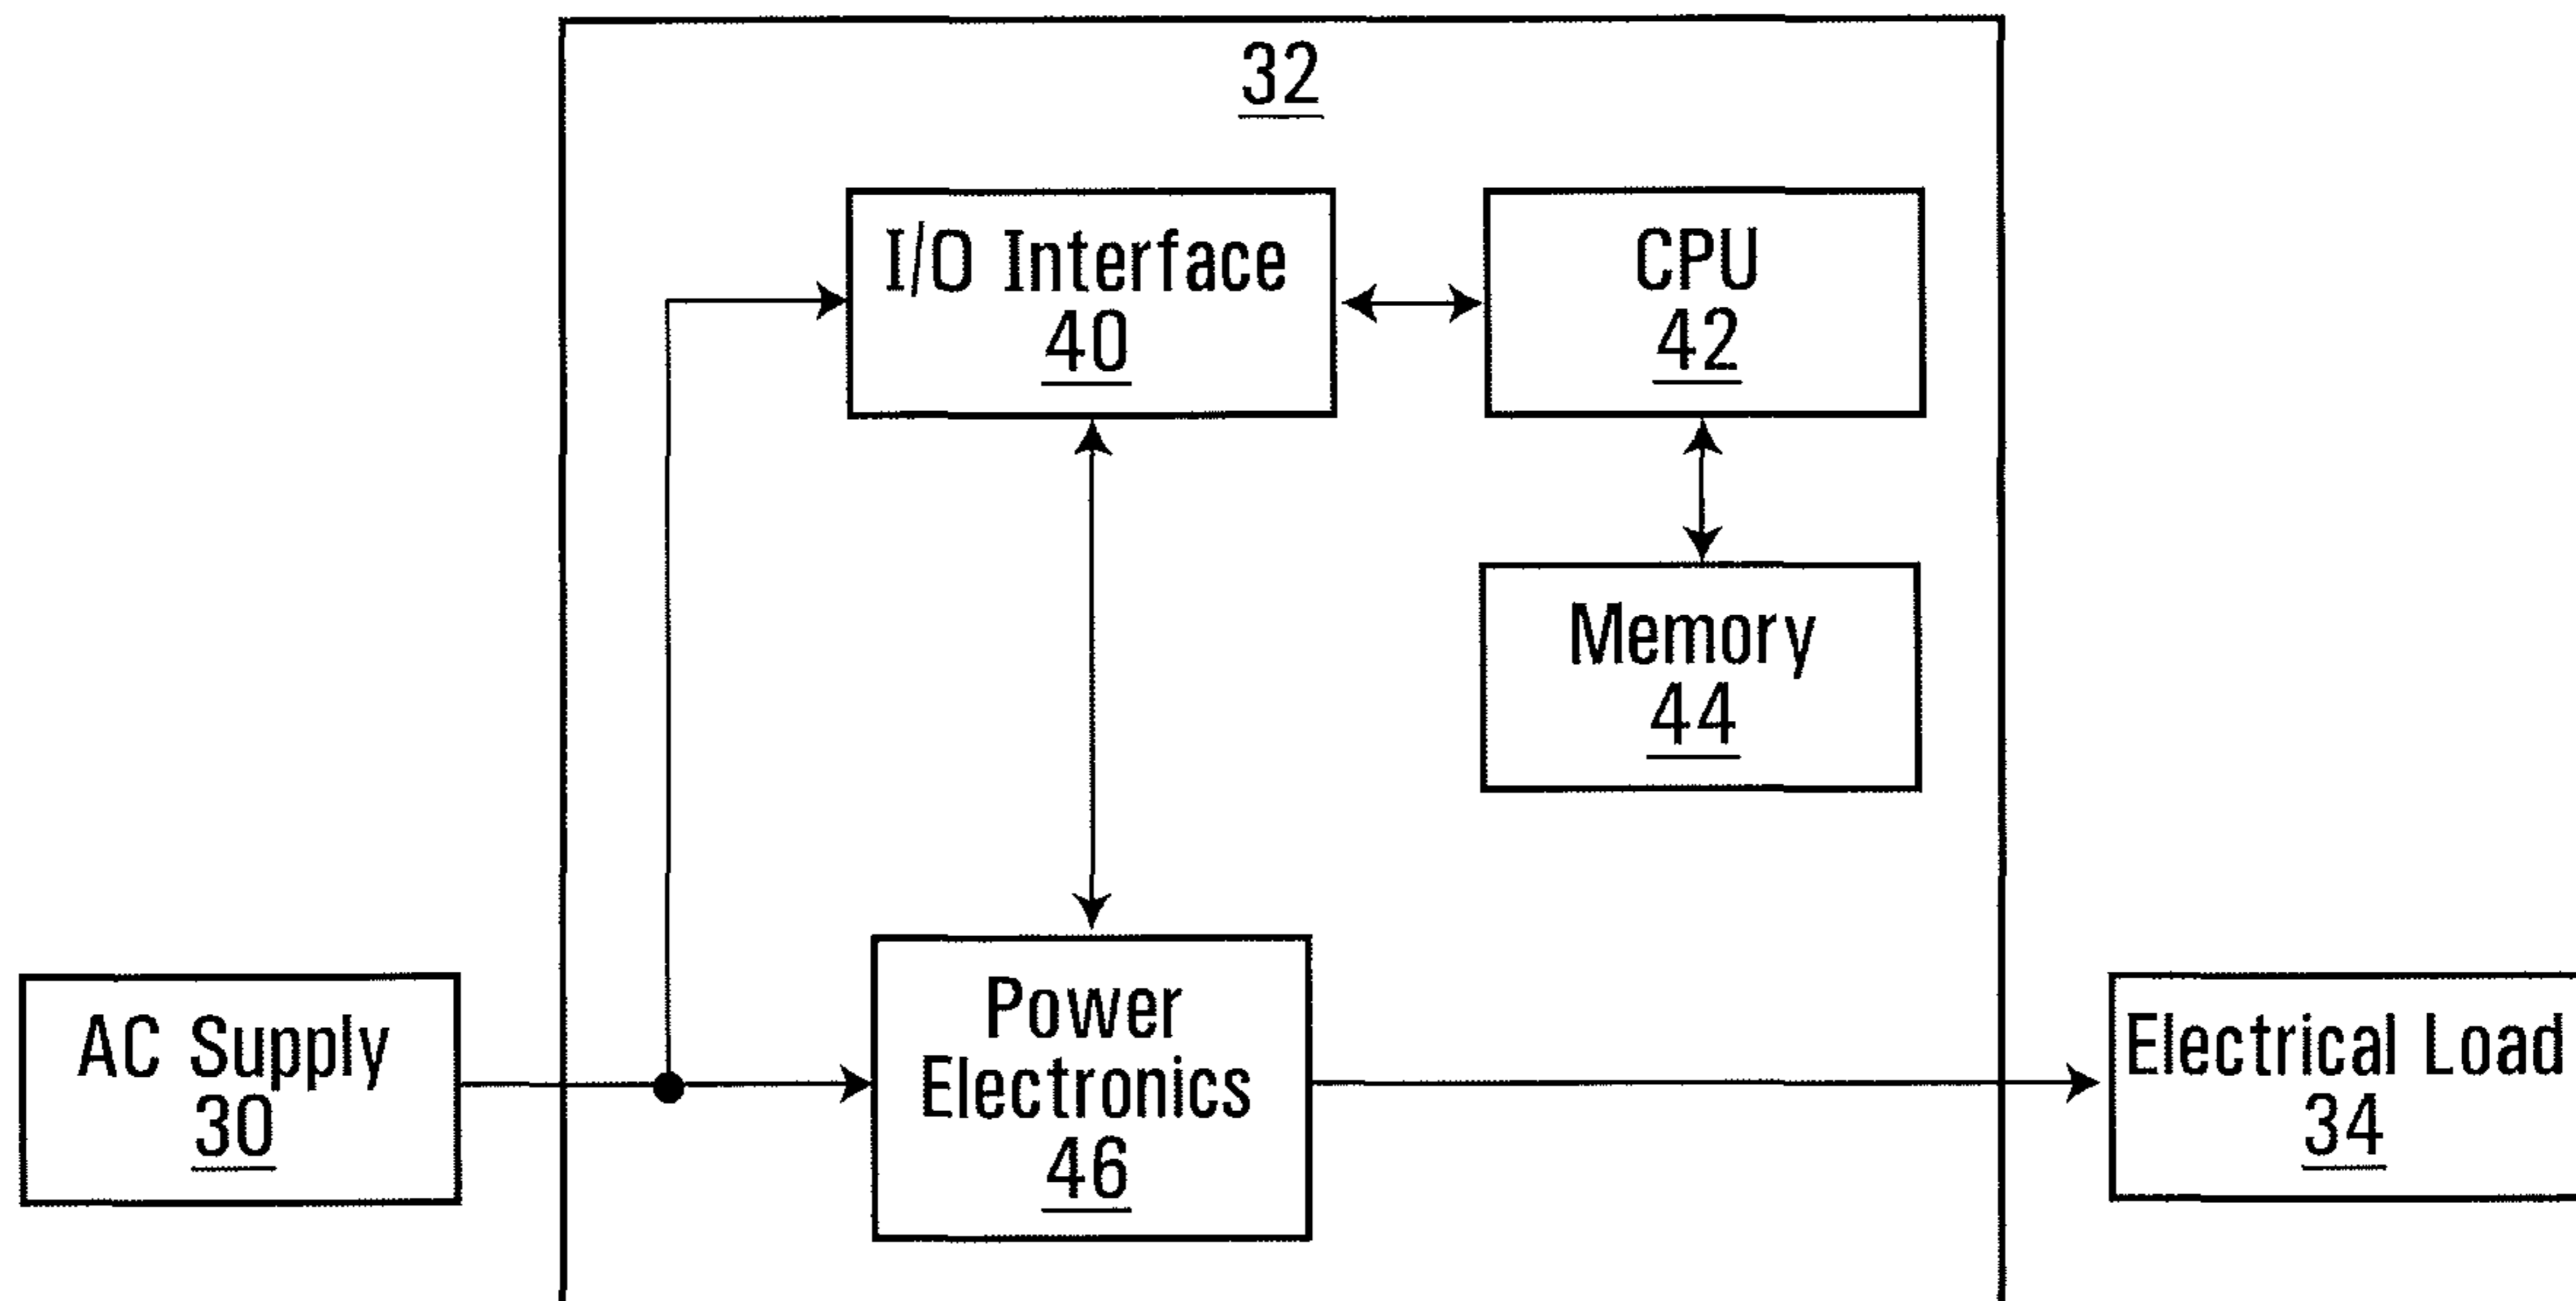 32
I/O Interface
40
CPU
42
Memory
44
AC Supply
30
Power
Electronics
46
Electrical Load
34